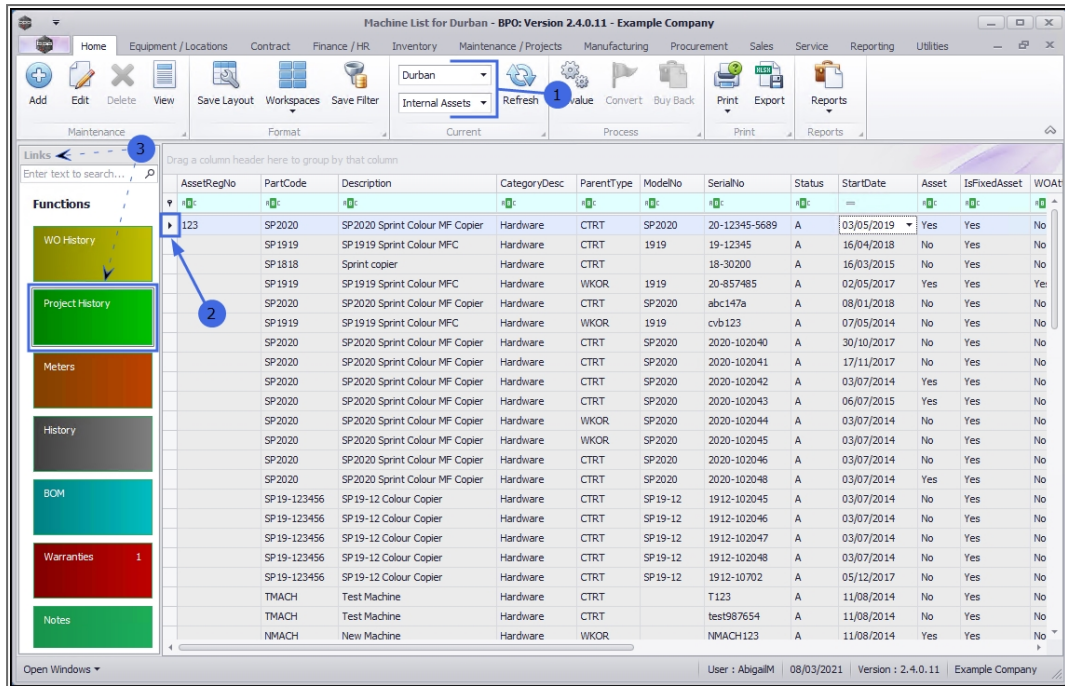 Machine List for Durban - BPO: Version 2.4.0.11 - Example Company
Home Equipment / Locations Contract Finance / HR Inventory Maintenance / Projects Manufacturing Procurement Sales Service Reporting Utilities
Durban
Add Edit Delete View Save Layout Workspaces Save Filter Internal Assets Refresh 1 value Convert Buy Back Print Export Reports
Maintenance Format Current Process Print Reports
Links 3
Enter text to search...
Drag a column header here to group by that column
AssetRegNo PartCode Description CategoryDesc ParentType ModelNo SerialNo Status StartDate Asset IsFixedAsset WOAt
Functions
123 SP2020 SP2020 Sprint Colour MF Copier Hardware CTRT SP2020 20-12345-5689 A 03/05/2019 Yes Yes No
SP1919 SP1919 Sprint Colour MFC Hardware CTRT 1919 19-12345 A 16/04/2018 No Yes No
SP1818 Sprint copier Hardware CTRT 18-30200 A 16/03/2015 No Yes No
SP1919 SP1919 Sprint Colour MFC Hardware WKOR 1919 20-857485 A 02/05/2017 Yes Yes Yes
SP2020 SP2020 Sprint Colour MF Copier Hardware CTRT SP2020 abc147a A 08/01/2018 No Yes No
SP1919 SP1919 Sprint Colour MFC Hardware WKOR 1919 cvb123 A 07/05/2014 No Yes No
SP2020 SP2020 Sprint Colour MF Copier Hardware CTRT SP2020 2020-102040 A 30/10/2017 No Yes No
SP2020 SP2020 Sprint Colour MF Copier Hardware CTRT SP2020 2020-102041 A 17/11/2017 No Yes No
SP2020 SP2020 Sprint Colour MF Copier Hardware CTRT SP2020 2020-102042 A 03/07/2014 Yes Yes No
SP2020 SP2020 Sprint Colour MF Copier Hardware CTRT SP2020 2020-102043 A 06/07/2015 Yes Yes No
SP2020 SP2020 Sprint Colour MF Copier Hardware WKOR SP2020 2020-102044 A 03/07/2014 No Yes No
SP2020 SP2020 Sprint Colour MF Copier Hardware WKOR SP2020 2020-102045 A 03/07/2014 No Yes No
SP2020 SP2020 Sprint Colour MF Copier Hardware CTRT SP2020 2020-102046 A 03/07/2014 No Yes No
SP2020 SP2020 Sprint Colour MF Copier Hardware CTRT SP2020 2020-102048 A 03/07/2014 Yes Yes No
SP19-123456 SP19-12 Colour Copier Hardware CTRT SP19-12 1912-102045 A 03/07/2014 No Yes No
SP19-123456 SP19-12 Colour Copier Hardware CTRT SP19-12 1912-102046 A 03/07/2014 No Yes No
SP19-123456 SP19-12 Colour Copier Hardware CTRT SP19-12 1912-102047 A 03/07/2014 No Yes No
SP19-123456 SP19-12 Colour Copier Hardware CTRT SP19-12 1912-102048 A 03/07/2014 No Yes No
SP19-123456 SP19-12 Colour Copier Hardware CTRT SP19-12 1912-10702 A 05/12/2017 No Yes No
TMACH Test Machine Hardware CTRT T123 A 11/08/2014 No Yes No
TMACH Test Machine Hardware CTRT test987654 A 11/08/2014 No Yes No
NMACH New Machine Hardware WKOR NMACH123 A 11/08/2014 Yes Yes No
WO History
Project History
2
Meters
History
BOM
Warranties 1
Notes
Open Windows User : AbigailM 08/03/2021 Version : 2.4.0.11 Example Company